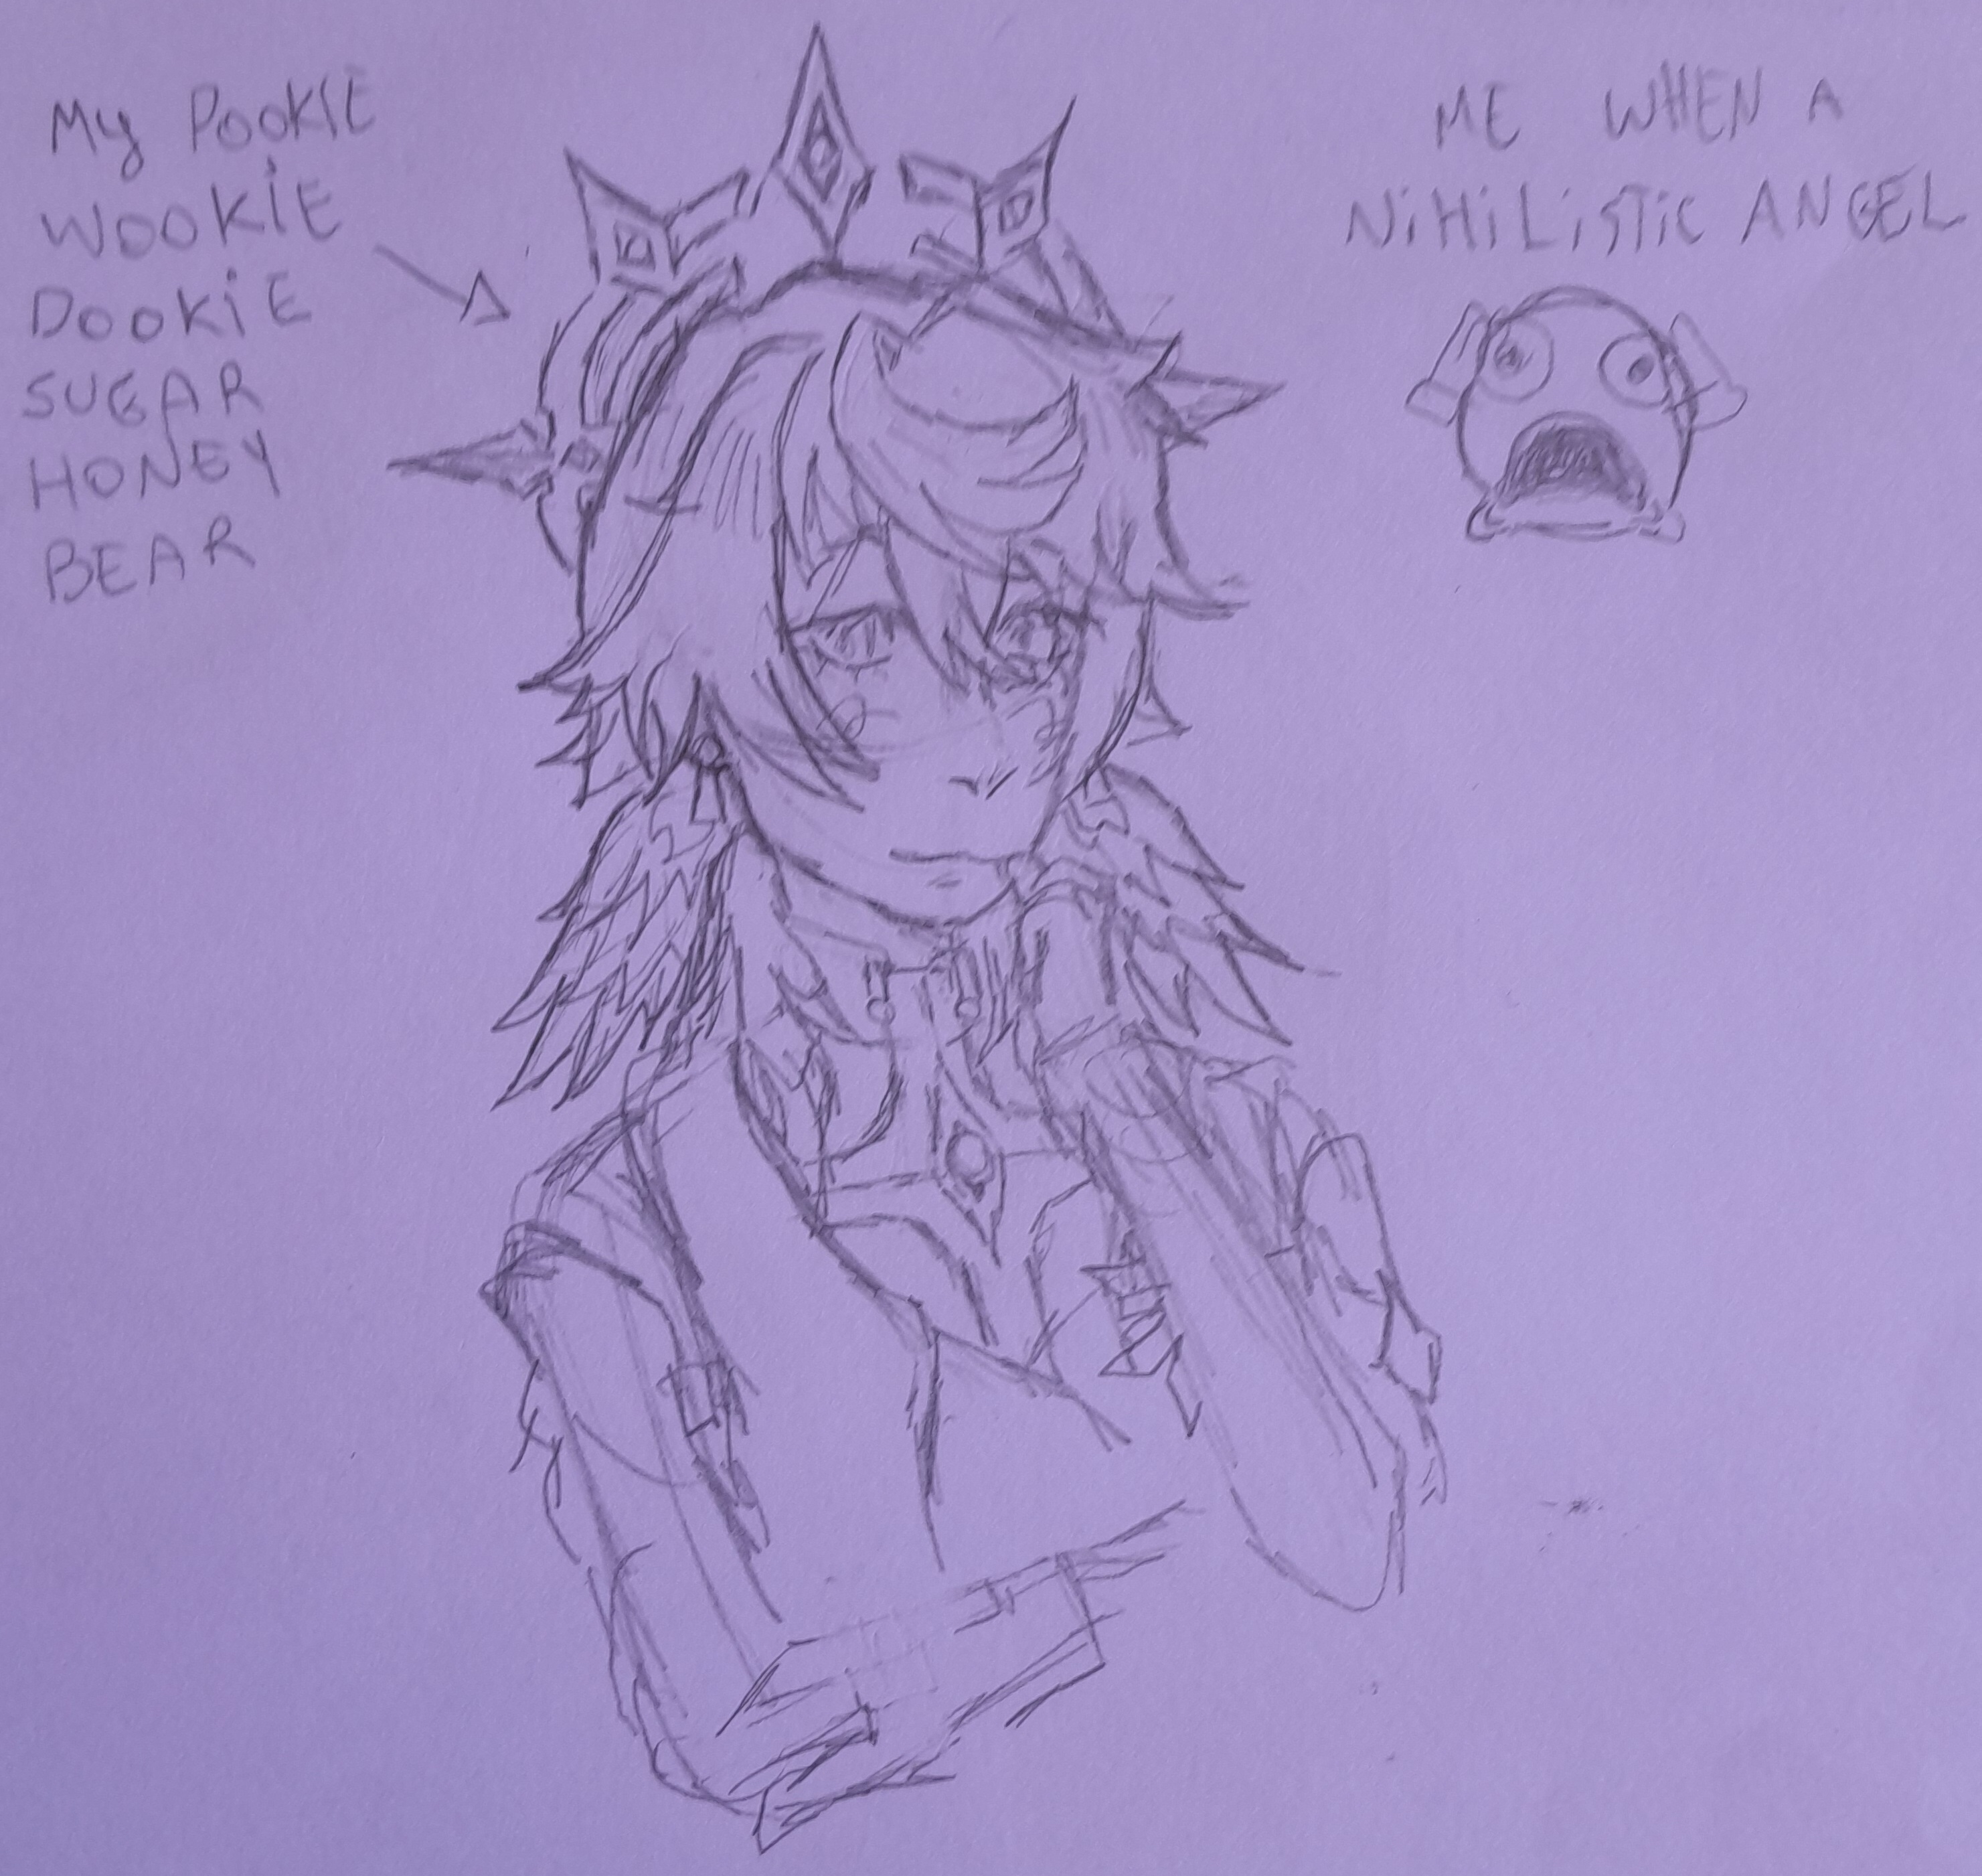 My POOKIE
WOOKiE
DOOKiE
SUGAR
HONEY
BEAR
ME WHEN A
NiHiLiSTiC ANGEL